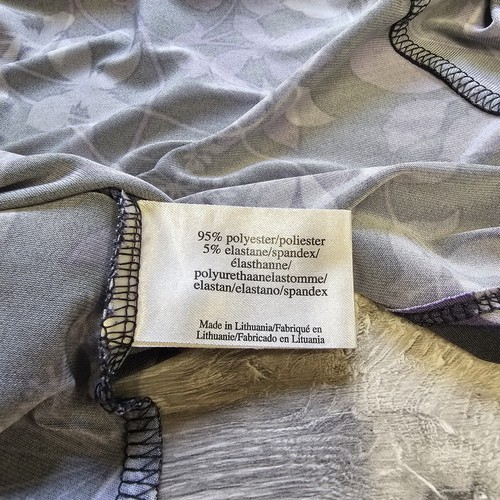 95% polyester/poliester
5% elastane/spandex/
élasthanne/
polyurethaanelastomme/
elastan/elastano/spandex
Made in Lithuania/Fabriqué en
Lithuanie/Fabricado en Lituania